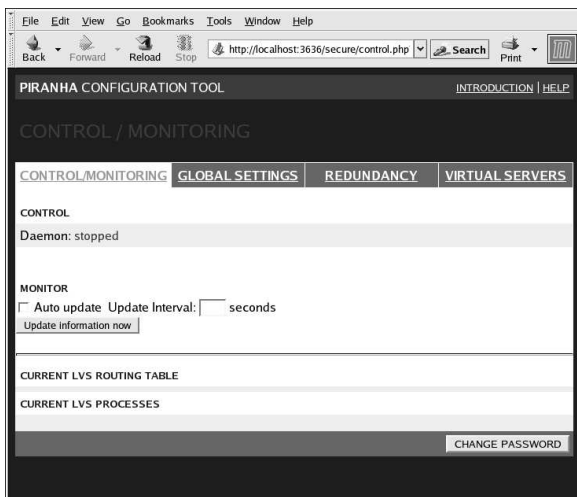 File Edit View Go Bookmarks Tools Window Help
Back Forward Reload Stop http://localhost:3636/secure/control.php Search Print
PIRANHA CONFIGURATION TOOL INTRODUCTION | HELP
CONTROL / MONITORING
CONTROL/MONITORING GLOBAL SETTINGS REDUNDANCY VIRTUAL SERVERS
CONTROL
Daemon: stopped
MONITOR
Auto update Update Interval: seconds
Update information now
CURRENT LVS ROUTING TABLE
CURRENT LVS PROCESSES
CHANGE PASSWORD